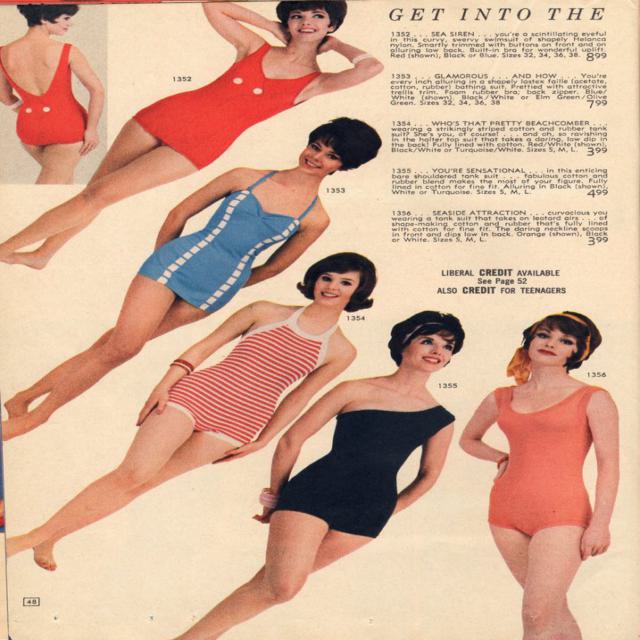 GET INTO THE
1352 ... SEA SIREN ... you're a scintillating eyeful
in this curvy, swervy swimsuit of shapely Helanca
nylon. Smartly trimmed with buttons on front and on
alluring low back. Built-in bra for wonderful uplift.
Red (shown), Black or Blue. Sizes 32, 34, 36, 38. 8 99
1353 ... GLAMOROUS ... AND HOW ... You're
every inch alluring in a shapely lastex faille (acetate,
cotton, rubber) bathing suit. Prettied with attractive
trellis trim. Foam rubber bra; back zipper. Blue/
White (shown), Black/White or Elm Green/Olive
Green. Sizes 32, 34, 36, 38 7 99
1354 ... WHO'S THAT PRETTY BEACHCOMBER ...
wearing a strikingly striped cotton and rubber tank
suit? She's you, of course! ... and oh, so ravishing
in the halter top suit that takes a daring, low dip in
the back! Fully lined with cotton. Red/White (shown),
Black/White or Turquoise/White. Sizes S, M, L. 3 99
1355 ... YOU'RE SENSATIONAL ... in this enticing
bare shouldered tank suit ... fabulous cotton and
rubber blend makes the most of your figure. Fully
lined in cotton for fine fit. Alluring in Black (shown),
White or Turquoise. Sizes S, M, L. 4 99
1356 ... SEASIDE ATTRACTION ... curvacious you
wearing a tank suit that takes on leotard airs ... of
shape-making cotton and rubber that's fully lined
with cotton for fine fit. The daring neckline scoops
in front and dips low in back. Orange (shown), Black
or White. Sizes S, M, L. 3 99
LIBERAL CREDIT AVAILABLE
See Page 52
ALSO CREDIT FOR TEENAGERS
1352
1353
1354
1355
1356
48